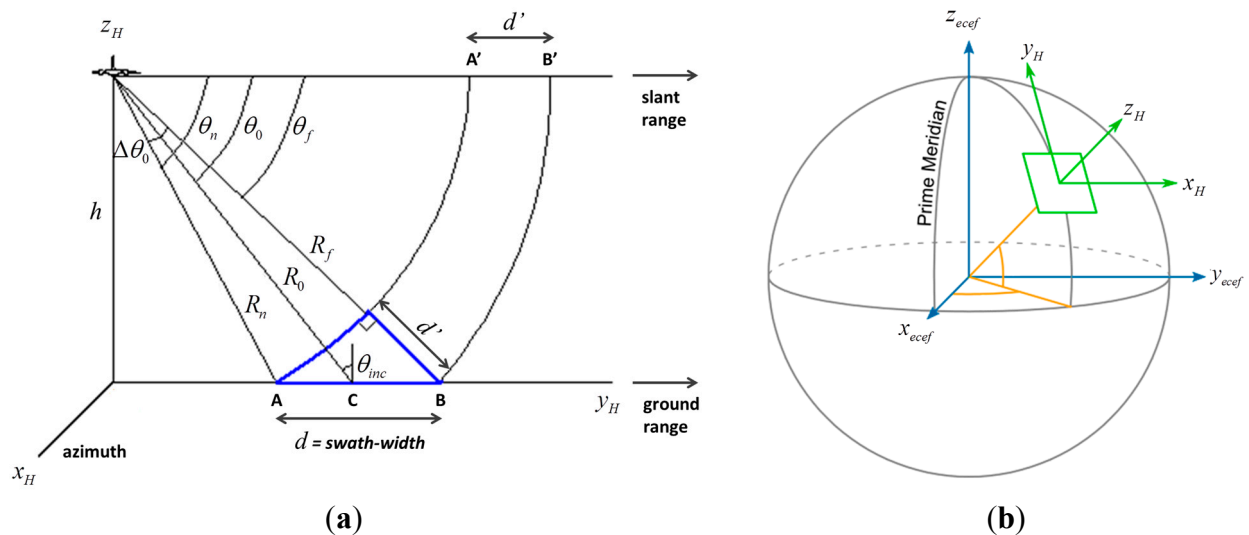 z_H
d'
A' B'
slant
range
θ_n θ_0 θ_f
Δθ_0
h
R_f
R_0
R_n
d'
θ_inc
A C B
y_H
ground
range
d = swath-width
azimuth
x_H
(a)
z_ecef
y_H
z_H
Prime Meridian
x_H
y_ecef
x_ecef
(b)